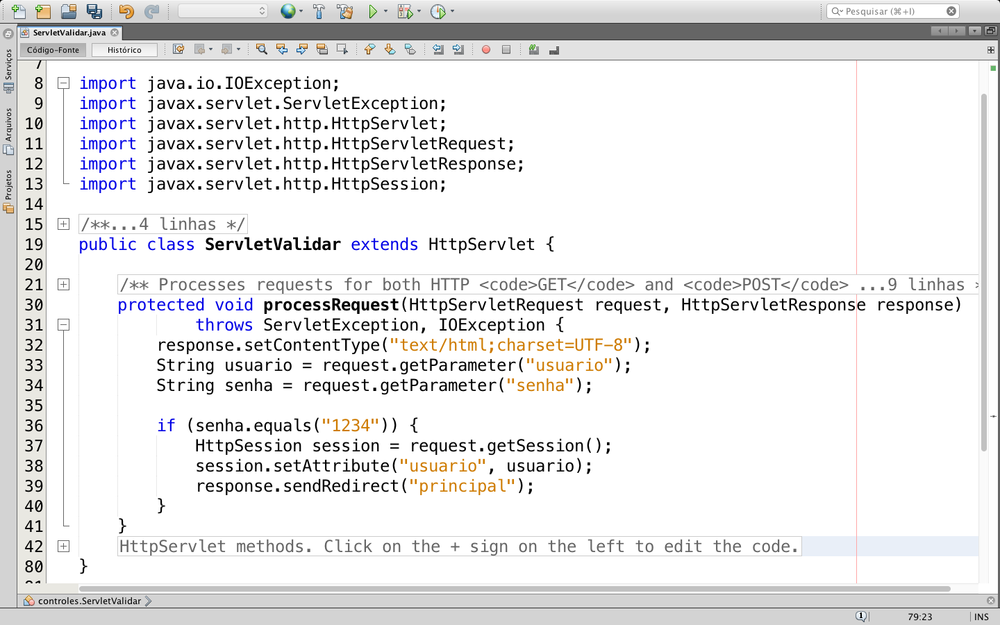 Pesquisar (⌘+I)
ServletValidar.java
Código-Fonte
Histórico
Serviços
Arquivos
Projetos
7
8 import java.io.IOException;
9 import javax.servlet.ServletException;
10 import javax.servlet.http.HttpServlet;
11 import javax.servlet.http.HttpServletRequest;
12 import javax.servlet.http.HttpServletResponse;
13 import javax.servlet.http.HttpSession;
14
15 /**...4 linhas */
19 public class ServletValidar extends HttpServlet {
20
21 /** Processes requests for both HTTP <code>GET</code> and <code>POST</code> ...9 linhas
30 protected void processRequest(HttpServletRequest request, HttpServletResponse response)
31 throws ServletException, IOException {
32 response.setContentType("text/html;charset=UTF-8");
33 String usuario = request.getParameter("usuario");
34 String senha = request.getParameter("senha");
35
36 if (senha.equals("1234")) {
37 HttpSession session = request.getSession();
38 session.setAttribute("usuario", usuario);
39 response.sendRedirect("principal");
40 }
41 }
42 HttpServlet methods. Click on the + sign on the left to edit the code.
80 }
controles.ServletValidar
1
79:23
INS